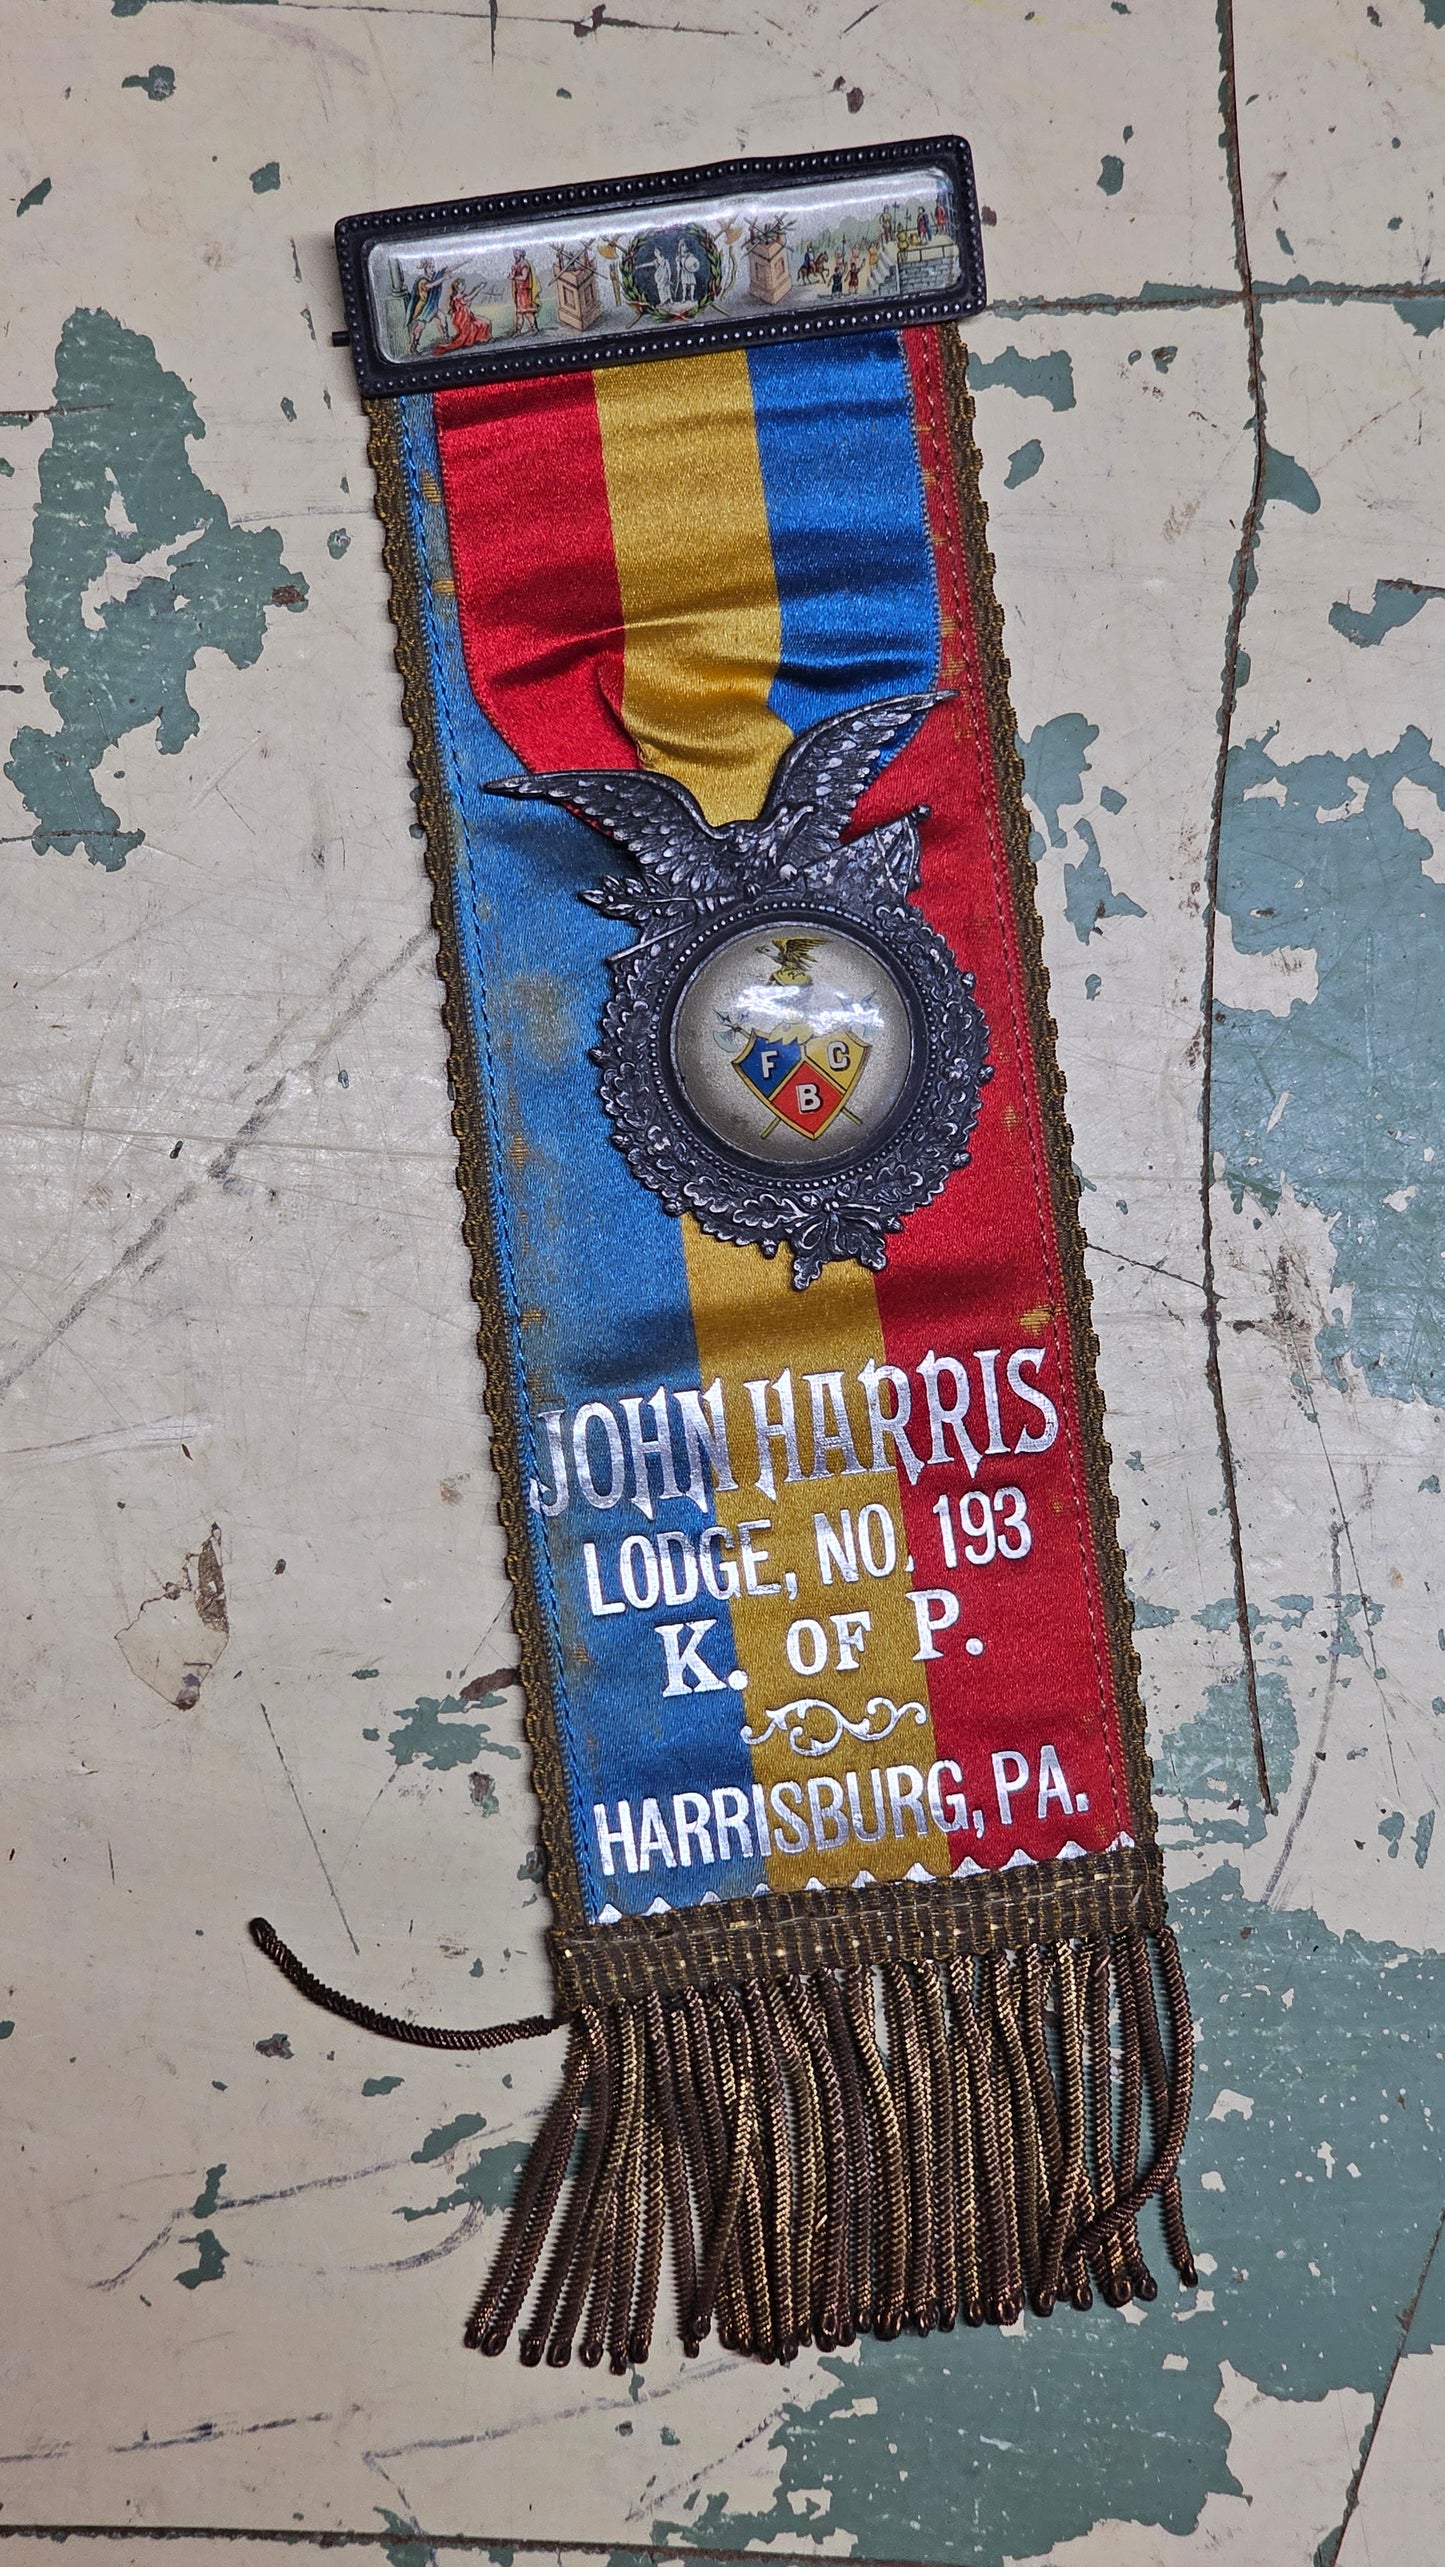 F C
B
JOHN HARRIS
LODGE, NO. 193
K. OF P.
HARRISBURG, PA.